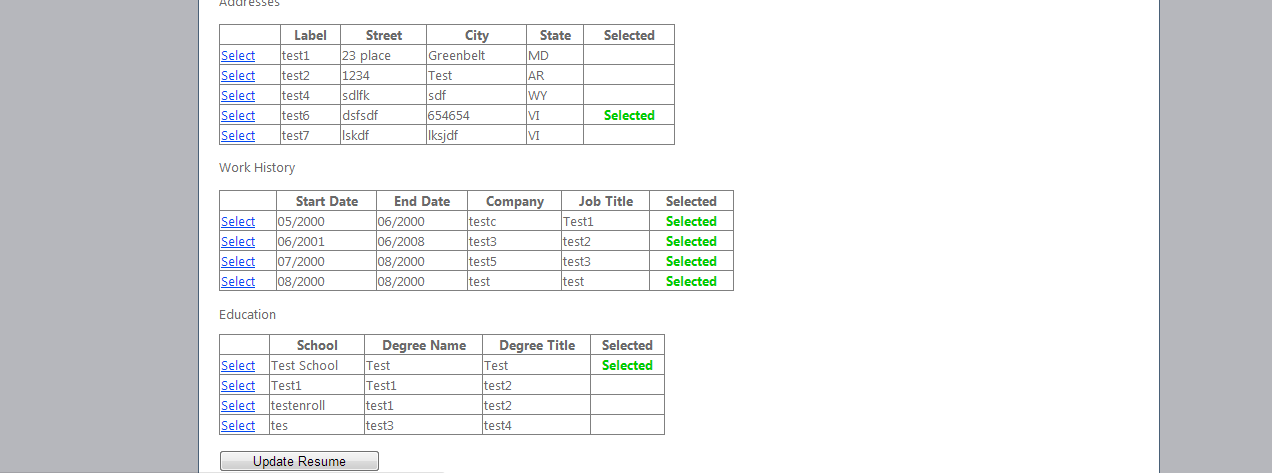 Addresses
Label Street City State Selected
Select test1 23 place Greenbelt MD
Select test2 1234 Test AR
Select test4 sdlfk sdf WY
Select test6 dsfsdf 654654 VI Selected
Select test7 lskdf lksjdf VI
Work History
Start Date End Date Company Job Title Selected
Select 05/2000 06/2000 testc Test1 Selected
Select 06/2001 06/2008 test3 test2 Selected
Select 07/2000 08/2000 test5 test3 Selected
Select 08/2000 08/2000 test test Selected
Education
School Degree Name Degree Title Selected
Select Test School Test Test Selected
Select Test1 Test1 test2
Select testenroll test1 test2
Select tes test3 test4
Update Resume